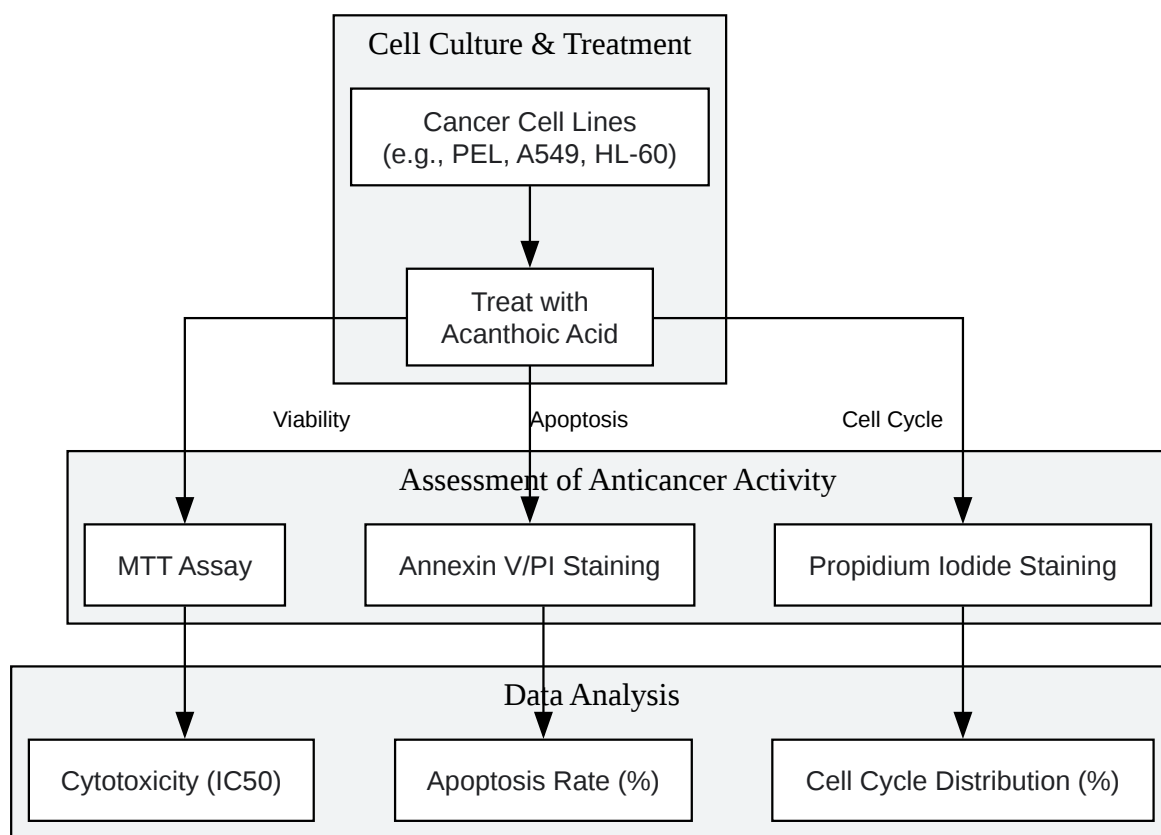 Cell Culture & Treatment
Cancer Cell Lines
(e.g., PEL, A549, HL-60)
Treat with
Acanthoic Acid
Viability
Apoptosis
Cell Cycle
Assessment of Anticancer Activity
MTT Assay
Annexin V/PI Staining
Propidium Iodide Staining
Data Analysis
Cytotoxicity (IC50)
Apoptosis Rate (%)
Cell Cycle Distribution (%)